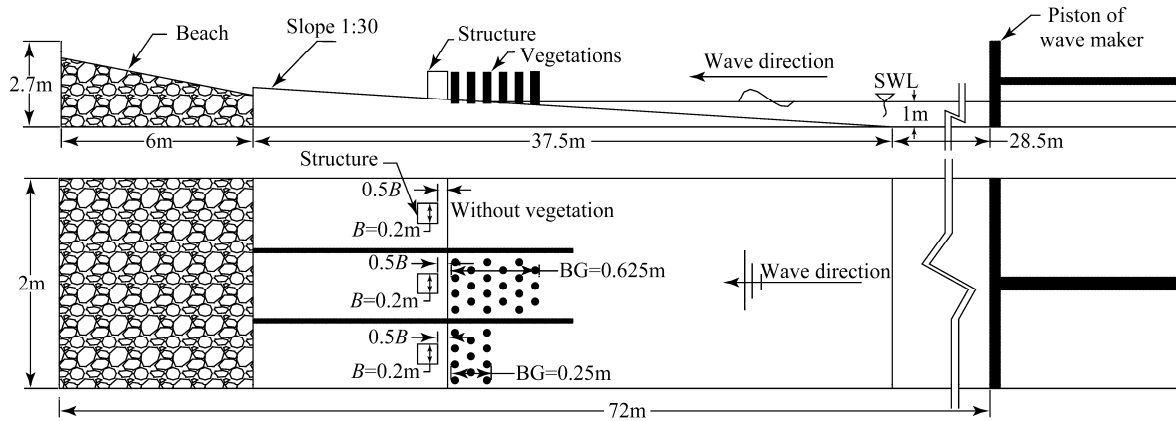 Piston of
wave maker
Beach
Slope 1:30
Structure
Vegetations
Wave direction
SWL
2.7m
1m
6m
37.5m
28.5m
Structure
0.5B
Without vegetation
B=0.2m
0.5B
BG=0.625m
Wave direction
2m
B=0.2m
0.5B
B=0.2m
BG=0.25m
72m